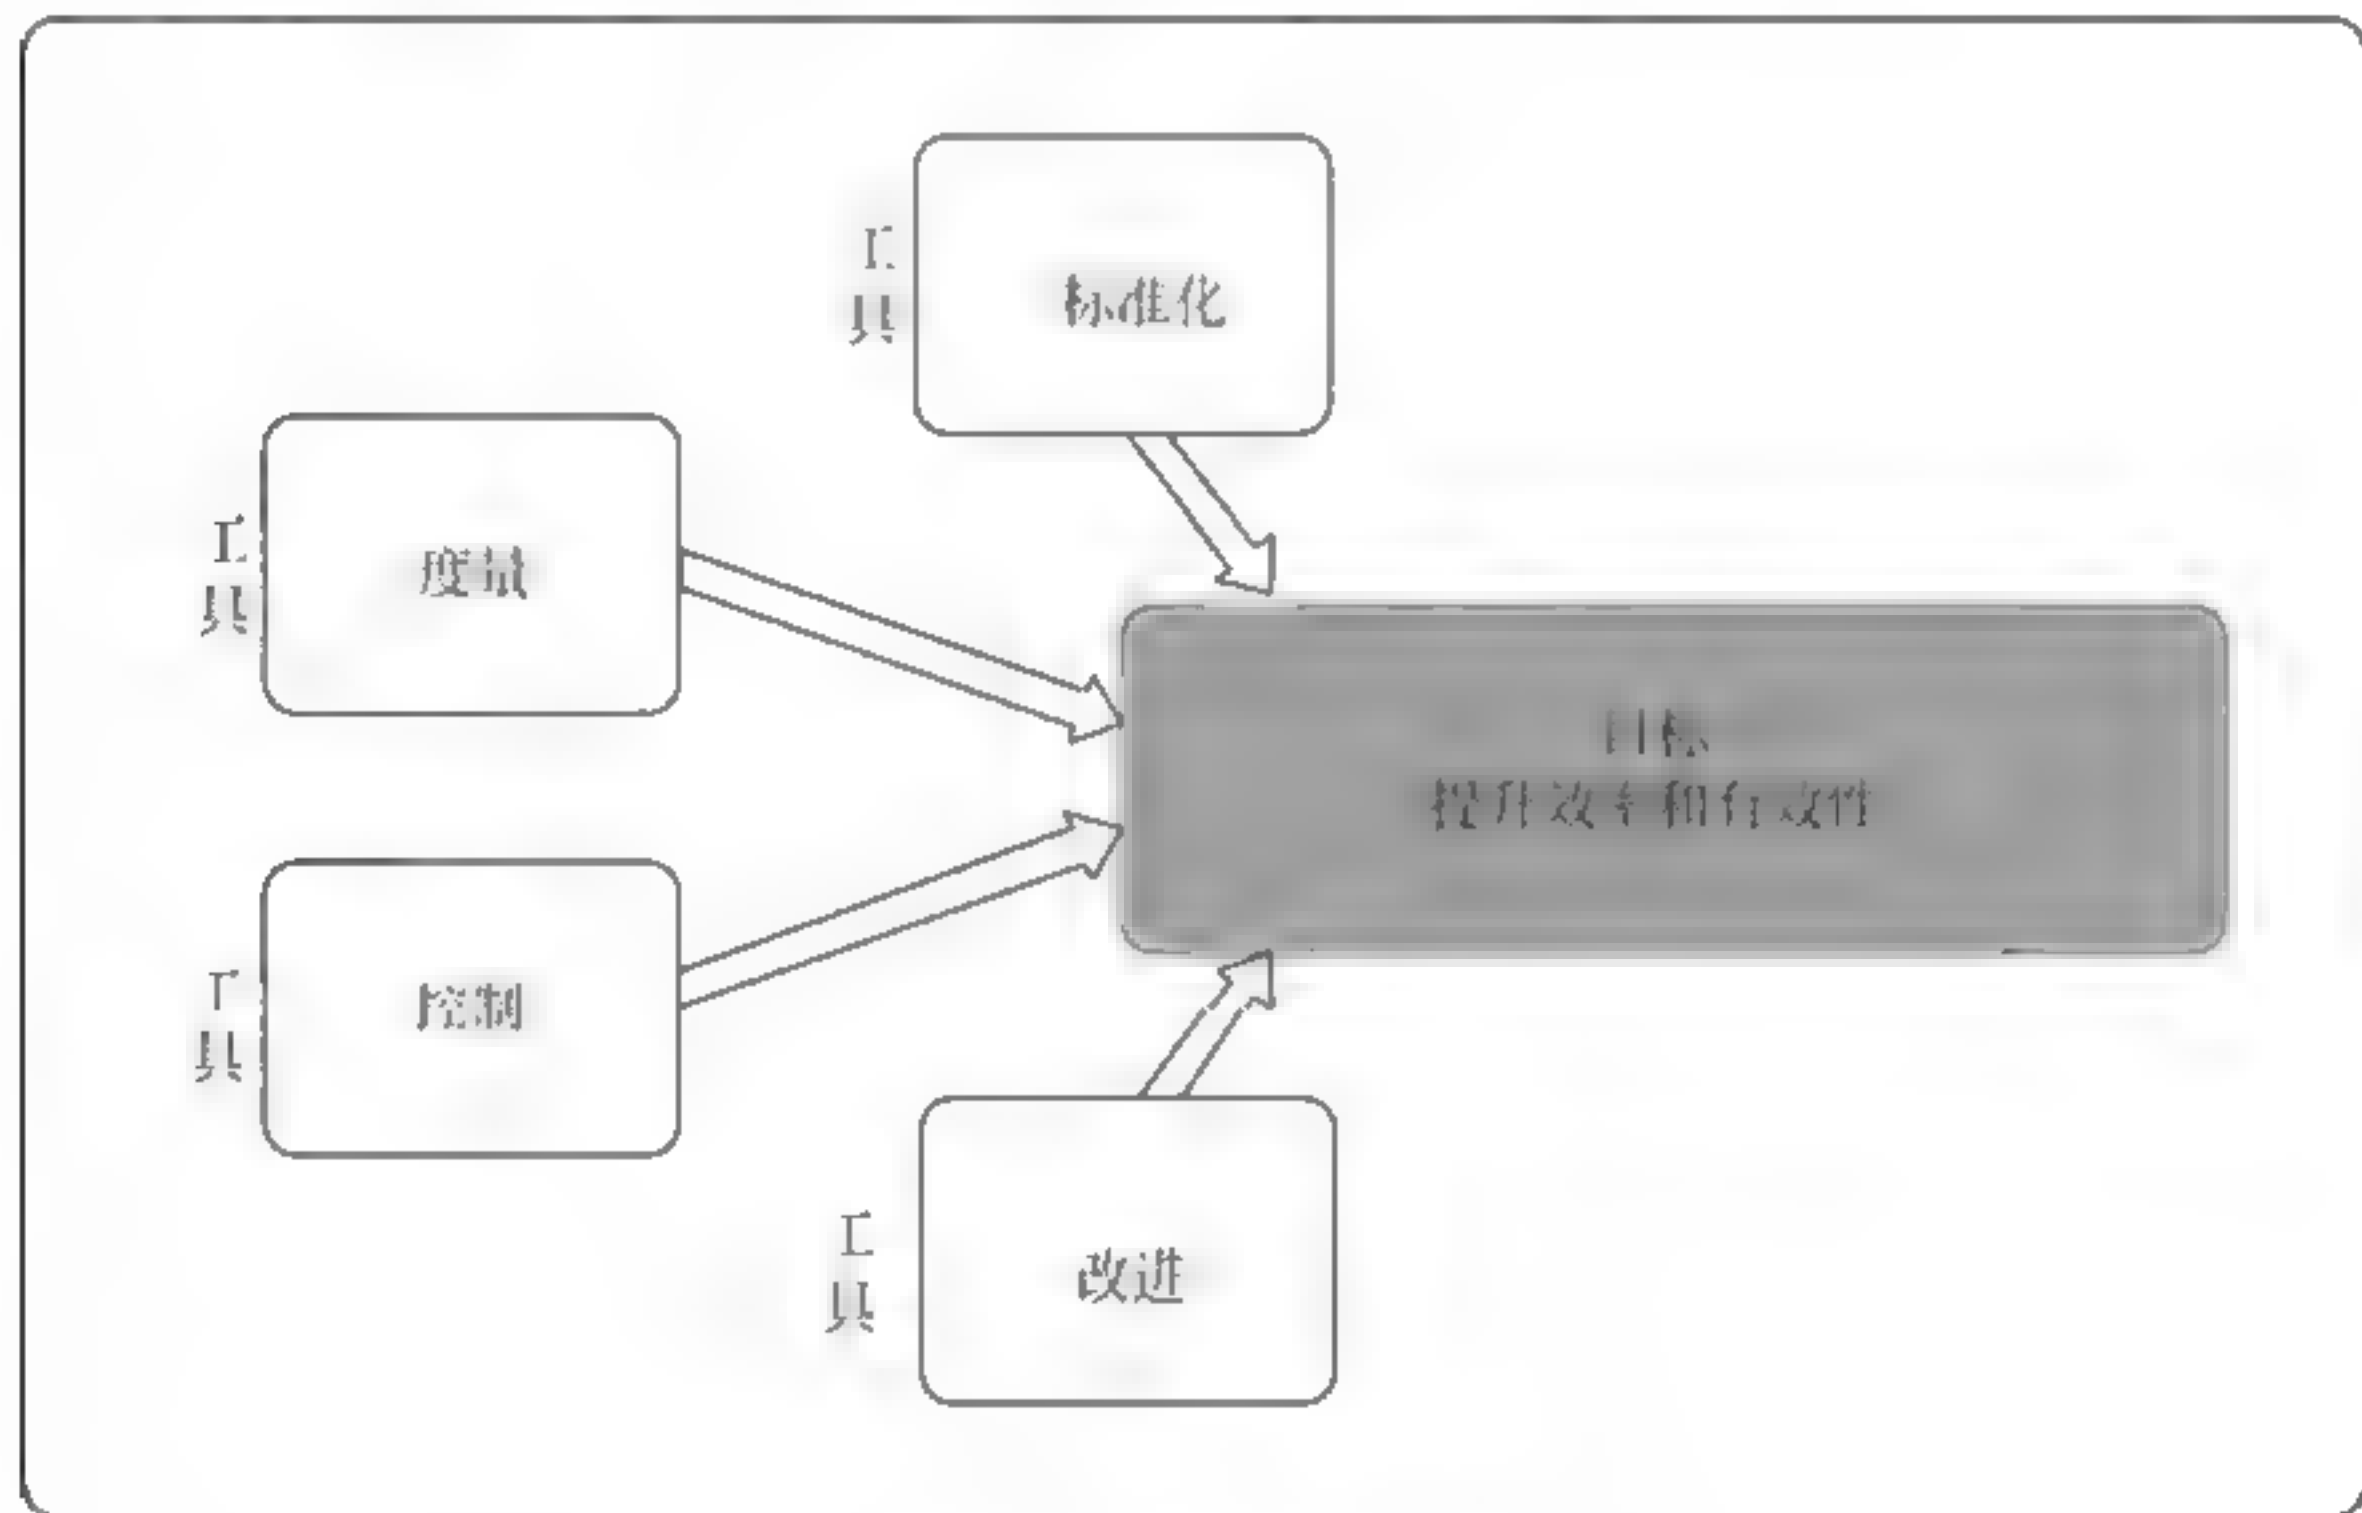 工具
标准化
工具
度量
目标
提升效率和有效性
工具
控制
工具
改进